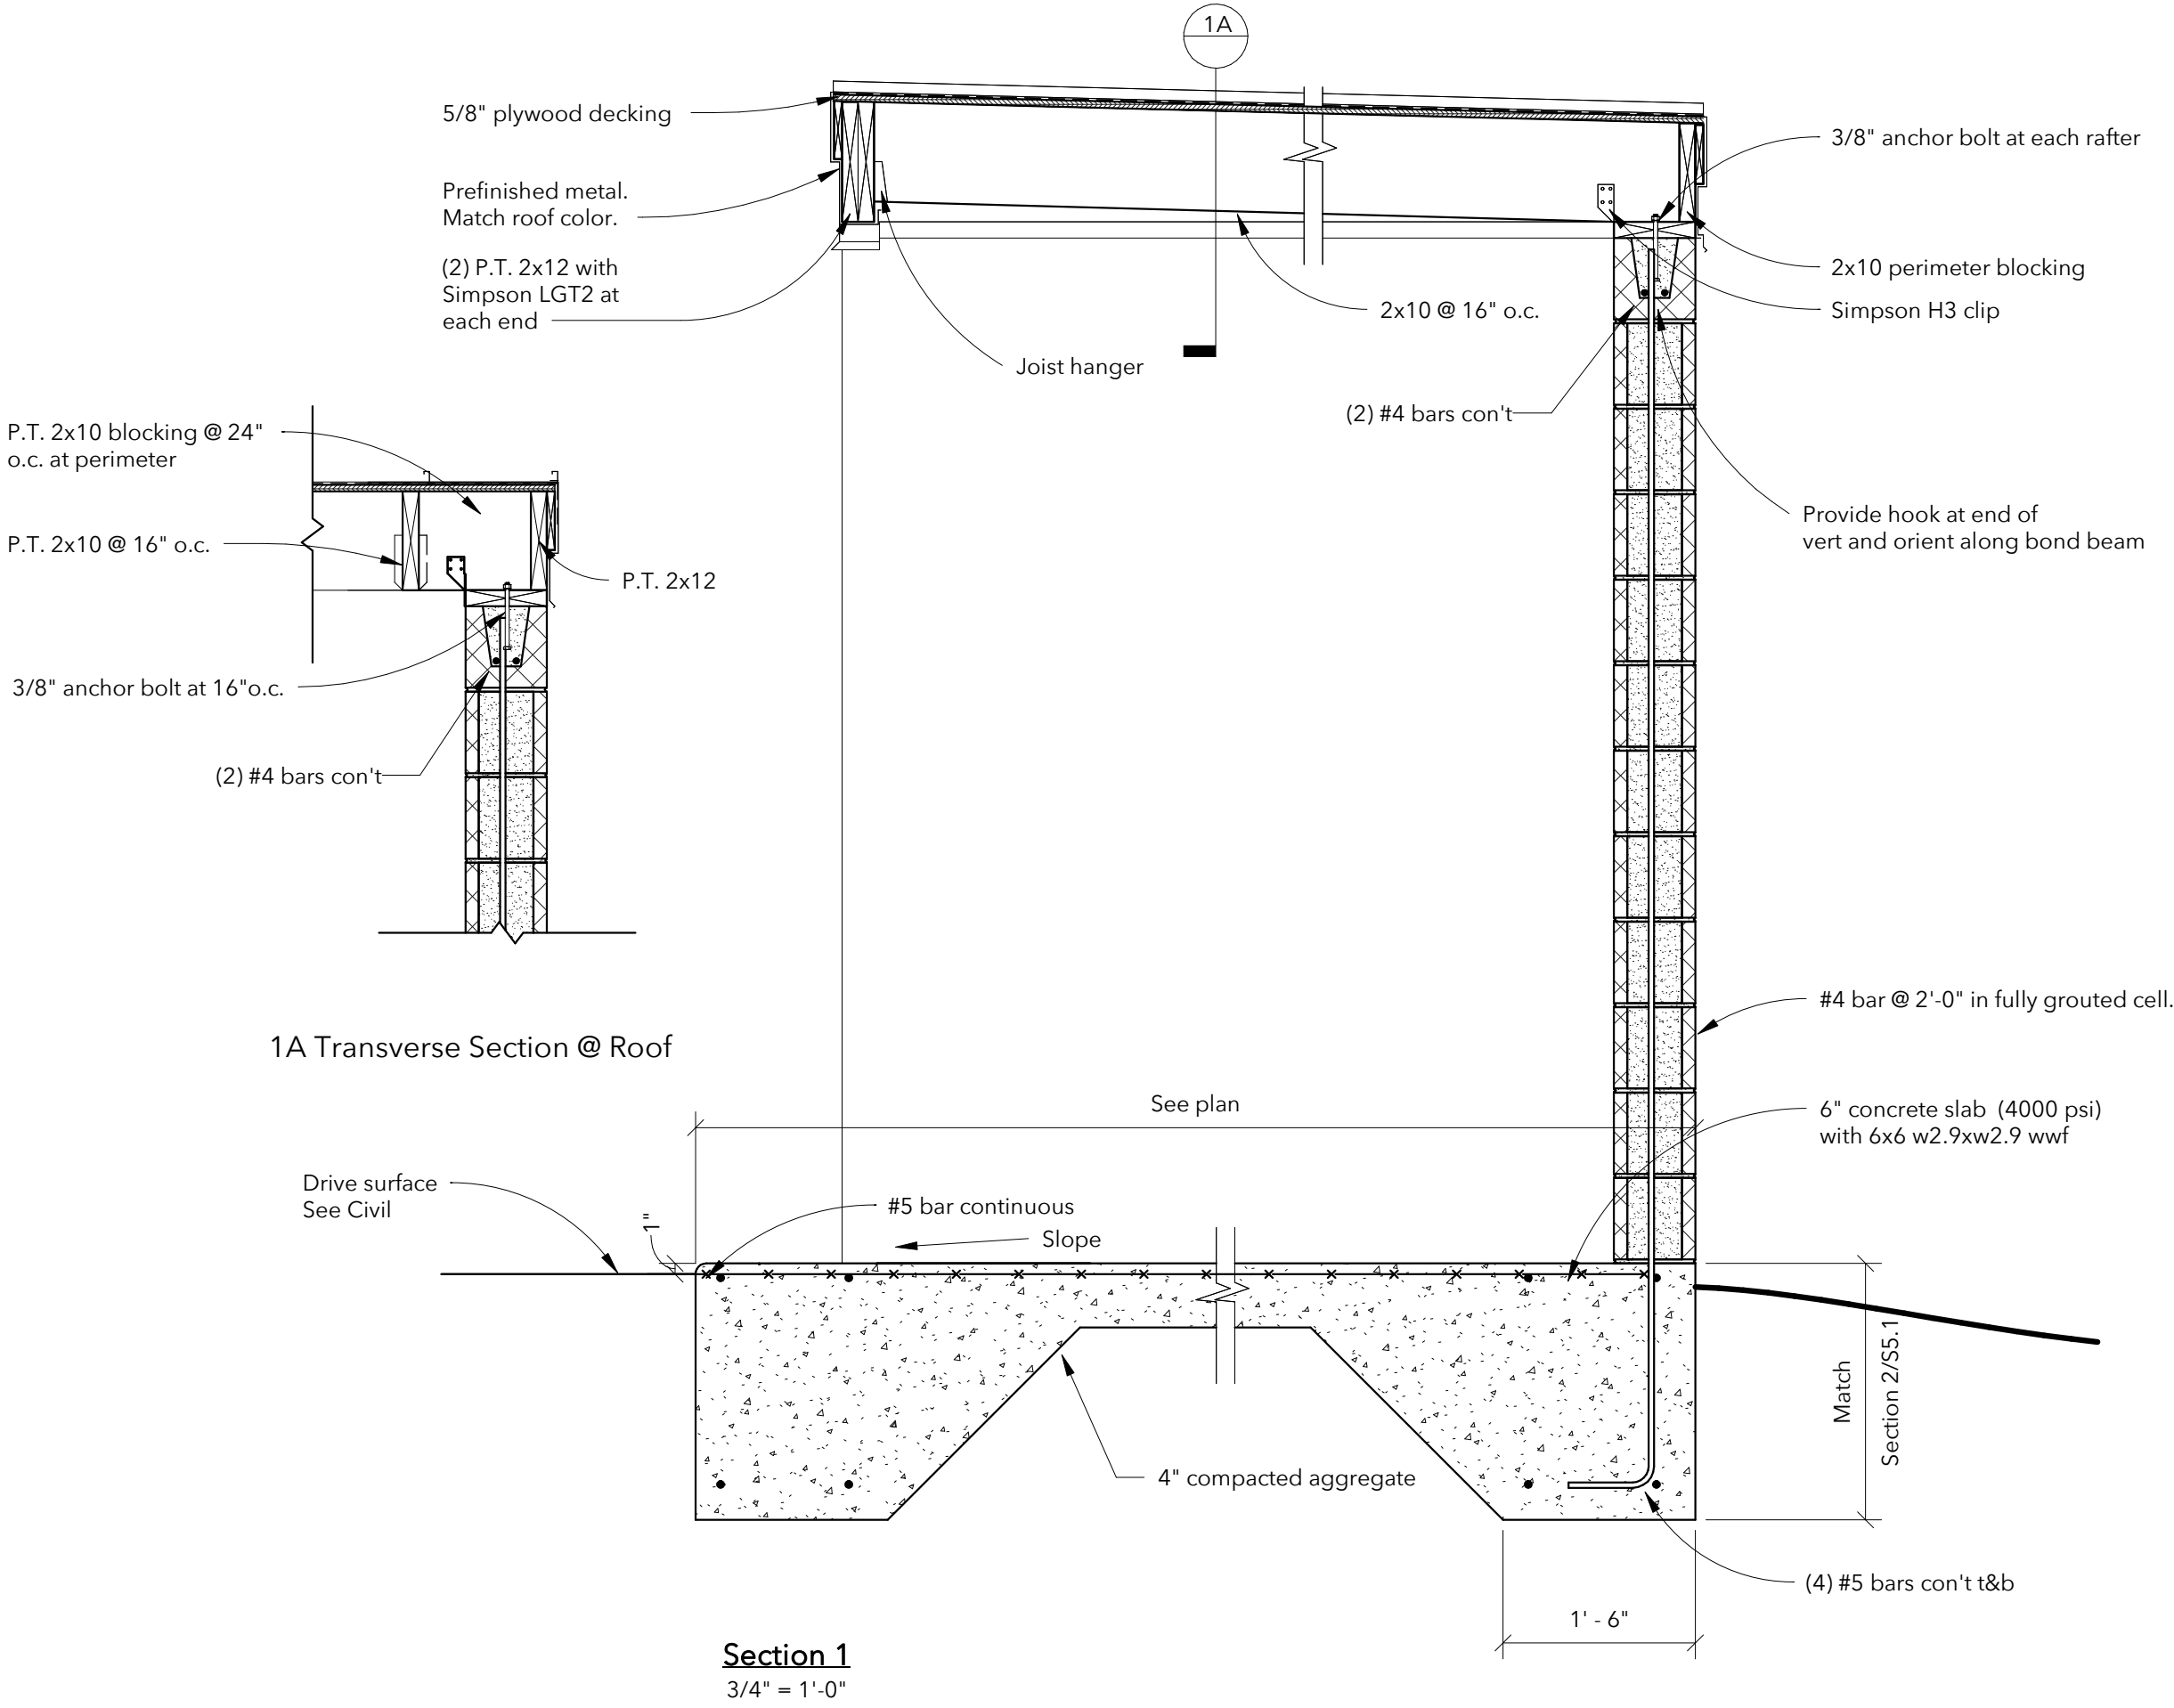 1A
5/8" plywood decking
Prefinished metal.
Match roof color.
(2) P.T. 2x12 with
Simpson LGT2 at
each end
Joist hanger
3/8" anchor bolt at each rafter
2x10 perimeter blocking
Simpson H3 clip
2x10 @ 16" o.c.
(2) #4 bars con't
Provide hook at end of
vert and orient along bond beam
P.T. 2x10 blocking @ 24"
o.c. at perimeter
P.T. 2x10 @ 16" o.c.
P.T. 2x12
3/8" anchor bolt at 16"o.c.
(2) #4 bars con't
1A Transverse Section @ Roof
#4 bar @ 2'-0" in fully grouted cell.
See plan
6" concrete slab (4000 psi)
with 6x6 w2.9xw2.9 wwf
Drive surface
See Civil
1"
#5 bar continuous
Slope
Match
Section 2/S5.1
4" compacted aggregate
(4) #5 bars con't t&b
1' - 6"
Section 1
3/4" = 1'-0"